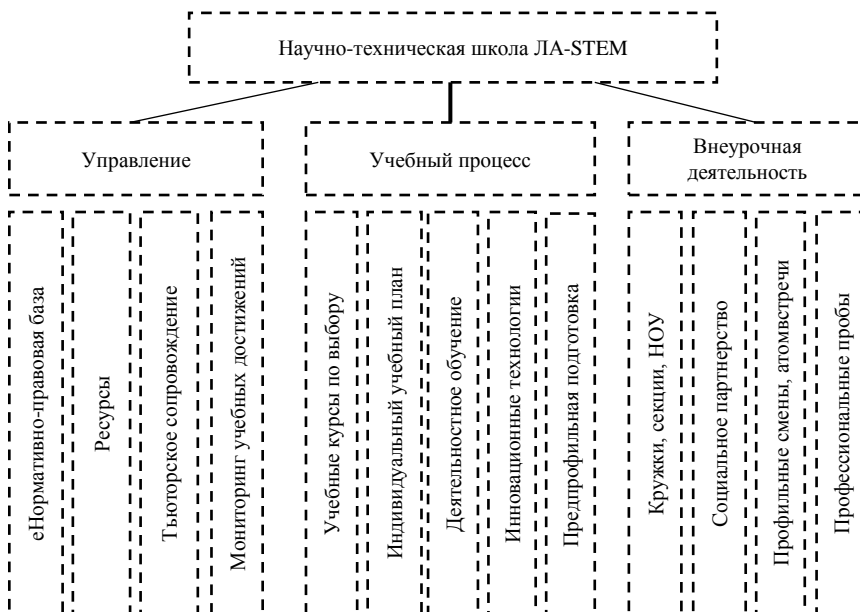 Научно-техническая школа ЛА-STEM
Управление
Учебный процесс
Внеурочная
деятельность
еНормативно-правовая база
Ресурсы
Тьюторское сопровождение
Мониторинг учебных достижений
Учебные курсы по выбору
Индивидуальный учебный план
Деятельностное обучение
Инновационные технологии
Предпрофильная подготовка
Кружки, секции, НОУ
Социальное партнерство
Профильные смены, атомвстречи
Профессиональные пробы